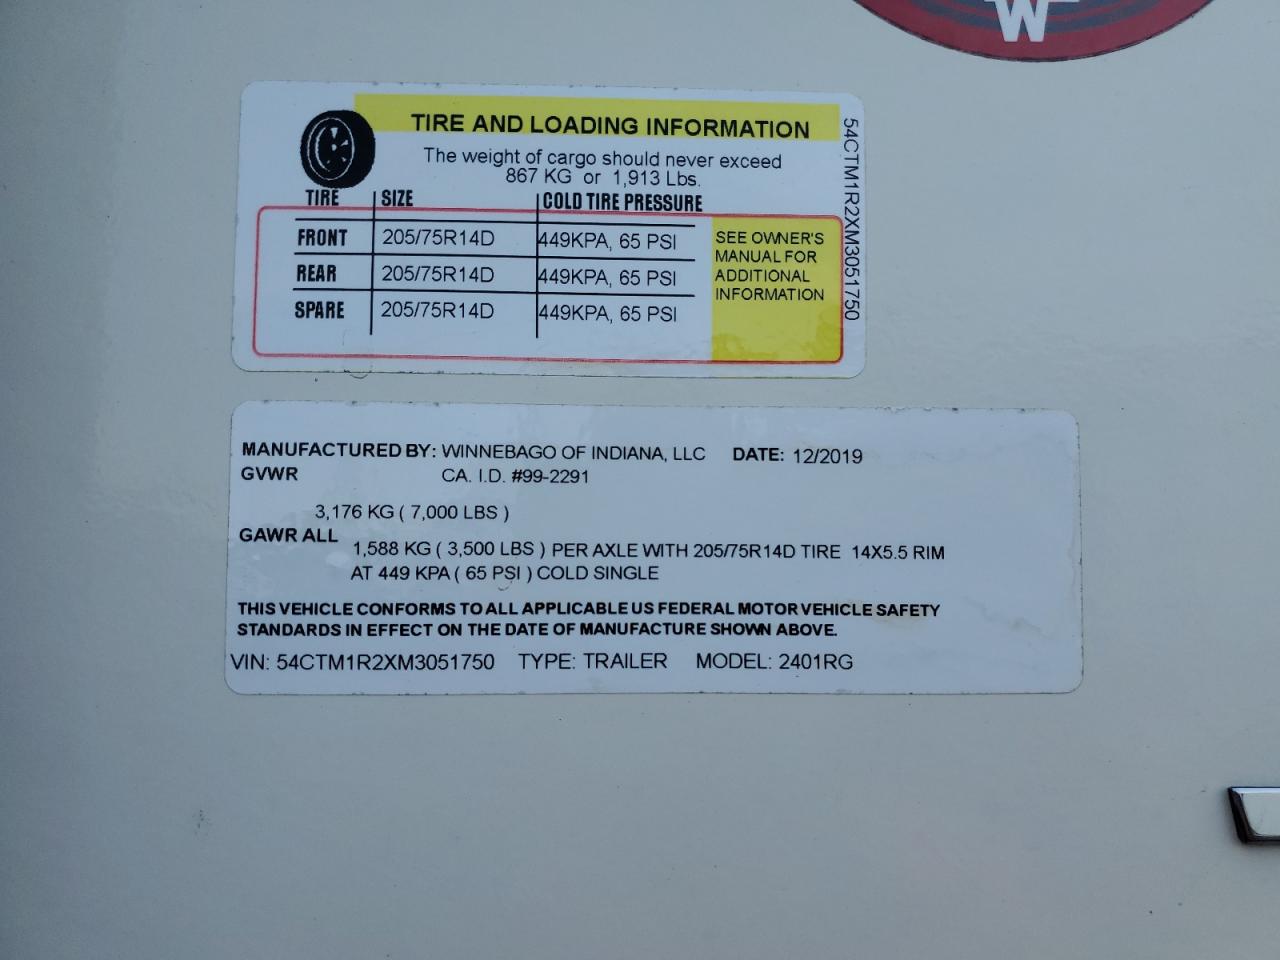 W
TIRE AND LOADING INFORMATION
The weight of cargo should never exceed
867 KG or 1,913 Lbs.
TIRE SIZE COLD TIRE PRESSURE
FRONT 205/75R14D 449KPA, 65 PSI
REAR 205/75R14D 449KPA, 65 PSI
SPARE 205/75R14D 449KPA, 65 PSI
SEE OWNER'S
MANUAL FOR
ADDITIONAL
INFORMATION
54CTM1R2XM3051750
MANUFACTURED BY: WINNEBAGO OF INDIANA, LLC DATE: 12/2019
GVWR CA. I.D. #99-2291
3,176 KG ( 7,000 LBS )
GAWR ALL
1,588 KG ( 3,500 LBS ) PER AXLE WITH 205/75R14D TIRE 14X5.5 RIM
AT 449 KPA ( 65 PSI ) COLD SINGLE
THIS VEHICLE CONFORMS TO ALL APPLICABLE US FEDERAL MOTOR VEHICLE SAFETY
STANDARDS IN EFFECT ON THE DATE OF MANUFACTURE SHOWN ABOVE.
VIN: 54CTM1R2XM3051750 TYPE: TRAILER MODEL: 2401RG